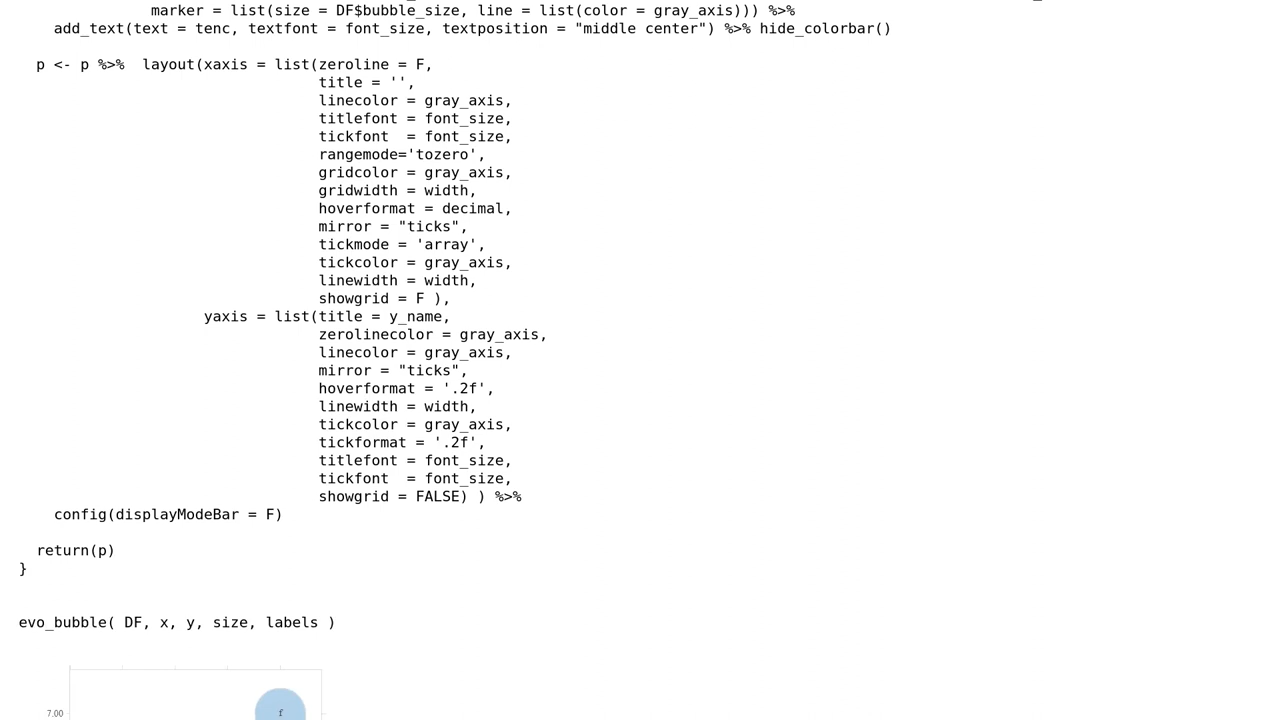 marker = list(size = DF$bubble_size, line = list(color = gray_axis))) %>%
add_text(text = tenc, textfont = font_size, textposition = "middle center") %>% hide_colorbar()
p <- p %>%  layout(xaxis = list(zeroline = F,
title = '',
linecolor = gray_axis,
titlefont = font_size,
tickfont  = font_size,
rangemode='tozero',
gridcolor = gray_axis,
gridwidth = width,
hoverformat = decimal,
mirror = "ticks",
tickmode = 'array',
tickcolor = gray_axis,
linewidth = width,
showgrid = F ),
yaxis = list(title = y_name,
zerolinecolor = gray_axis,
linecolor = gray_axis,
mirror = "ticks",
hoverformat = '.2f',
linewidth = width,
tickcolor = gray_axis,
tickformat = '.2f',
titlefont = font_size,
tickfont  = font_size,
showgrid = FALSE) ) %>%
config(displayModeBar = F)
return(p)
}
evo_bubble( DF, x, y, size, labels )
f
7.00